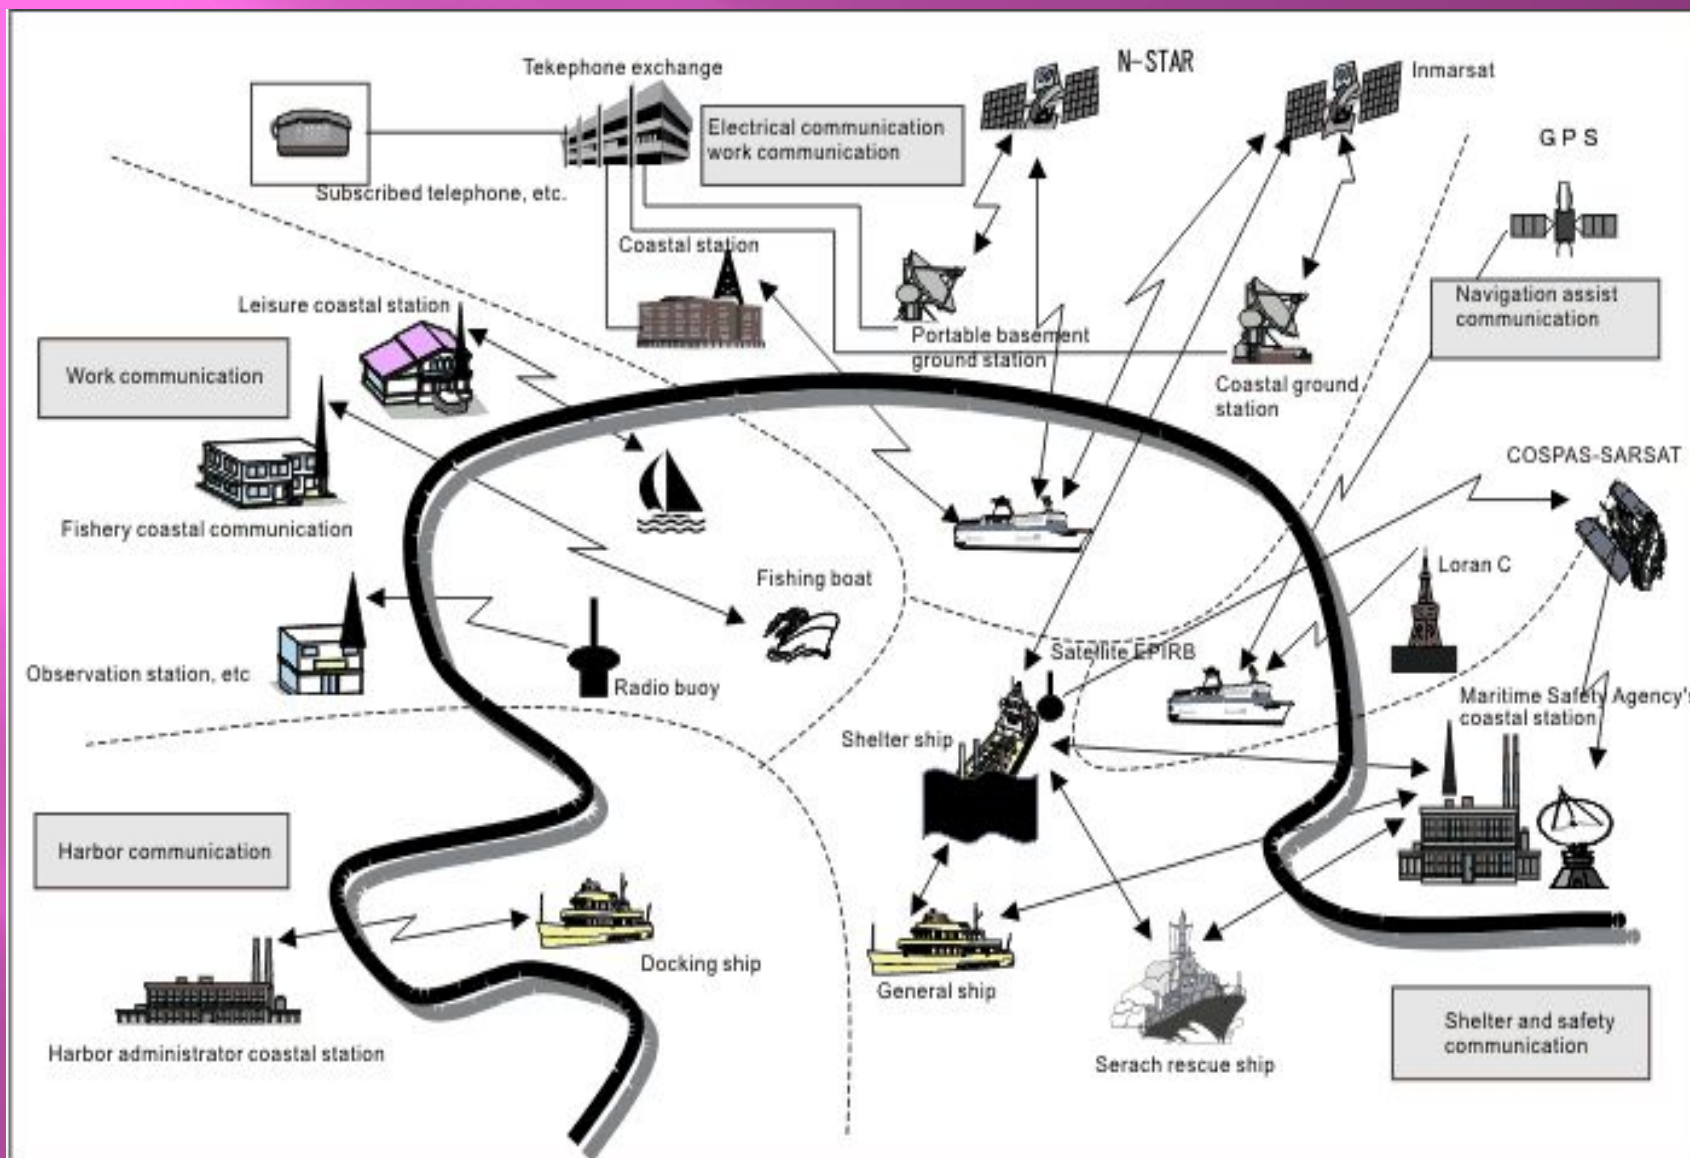 Tekephone exchange
N-STAR
Inmarsat
GPS
Electrical communication
work communication
Subscribed telephone, etc.
Coastal station
Leisure coastal station
Navigation assist
communication
Portable basement
ground station
Work communication
Coastal ground
station
COSPAS-SARSAT
Fishery coastal communication
Fishing boat
Loran C
Observation station, etc
Radio buoy
Satellite EPIRB
Maritime Safety Agency's
coastal station
Shelter ship
Harbor communication
Docking ship
General ship
Harbor administrator coastal station
Serach rescue ship
Shelter and safety
communication